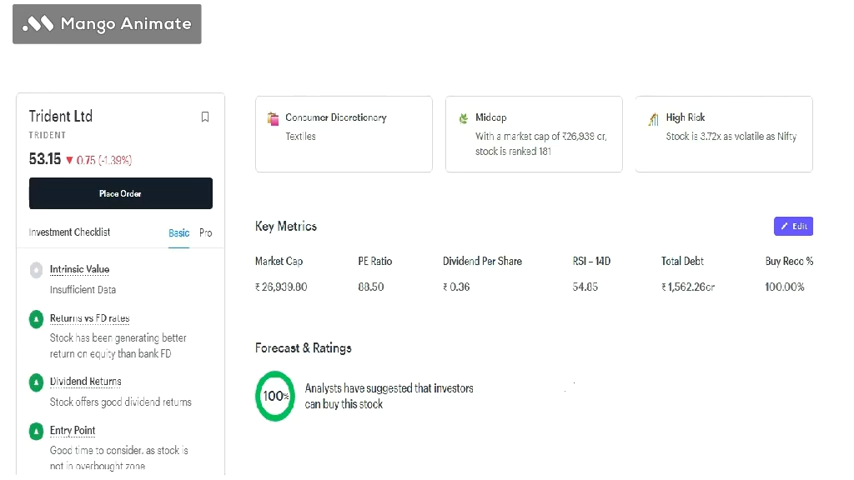 Mango Animate
Trident Ltd
TRIDENT
53.15 ▼ 0.75 (-1.39%)
Place Order
Investment Checklist Basic Pro
Intrinsic Value
Insufficient Data
Returns vs FD rates
Stock has been generating better
return on equity than bank FD
Dividend Returns
Stock offers good dividend returns
Entry Point
Good time to consider, as stock is
not in overbought zone
Consumer Discretionary
Textiles
Midcap
With a market cap of ₹26,939 cr,
stock is ranked 181
High Risk
Stock is 3.72x as volatile as Nifty
Key Metrics
Edit
Market Cap PE Ratio Dividend Per Share RSI – 14D Total Debt Buy Reco %
₹ 26,939.80 88.50 ₹ 0.36 54.85 ₹ 1,562.26cr 100.00%
Forecast & Ratings
100%
Analysts have suggested that investors
can buy this stock